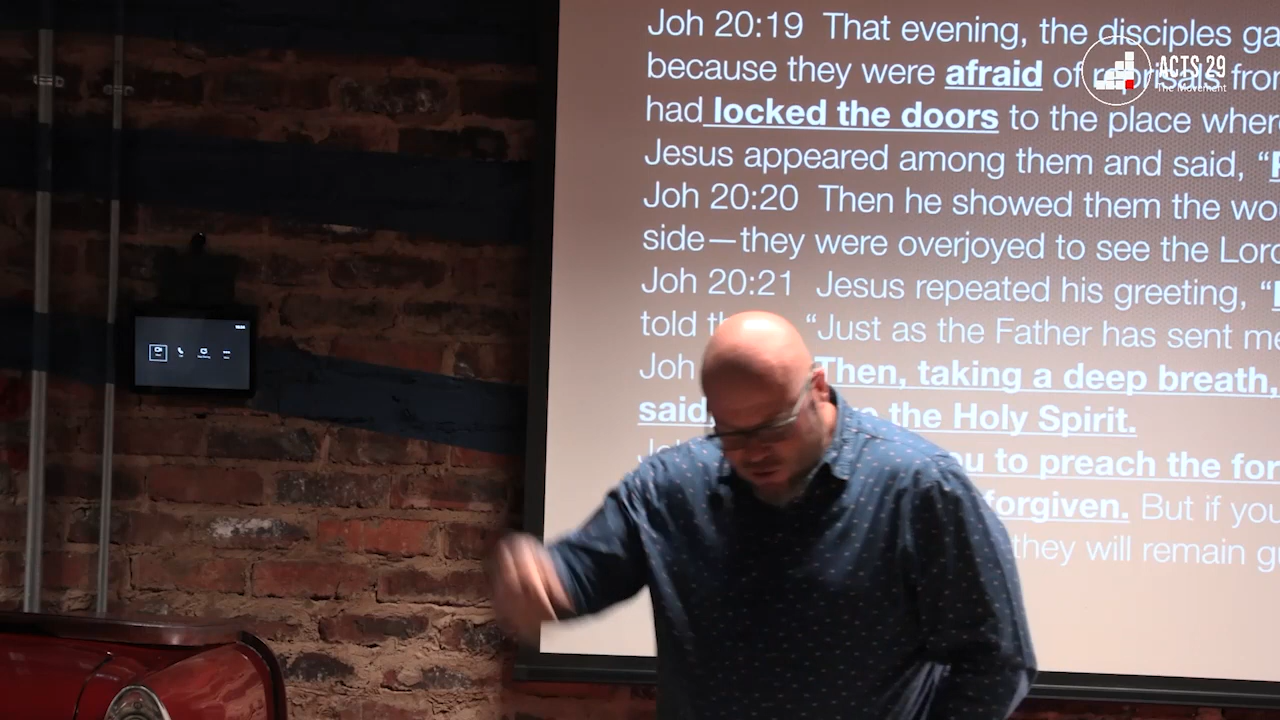 Joh 20:19 That evening, the disciples ga
because they were afraid of reprisals from
had locked the doors to the place where
Jesus appeared among them and said, “
Joh 20:20 Then he showed them the wo
side—they were overjoyed to see the Lord
Joh 20:21 Jesus repeated his greeting, “
told “Just as the Father has sent me
Joh Then, taking a deep breath,
said the Holy Spirit.
to preach the for
forgiven. But if you
they will remain g
ACTS 29
The Movement